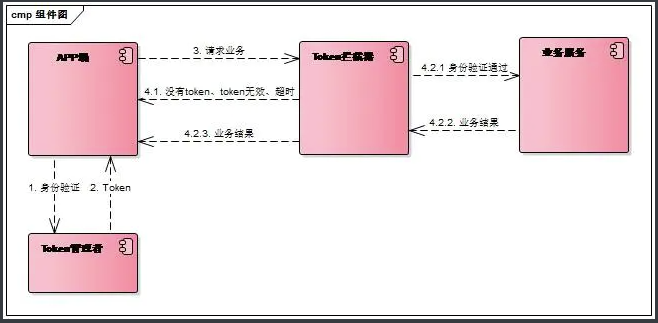 cmp 组件图
APP端
3. 请求业务
Token拦截器
4.2.1 身份验证通过
业务服务
4.1. 没有token、token无效、超时
4.2.2. 业务结果
4.2.3. 业务结果
1. 身份验证
2. Token
Token管理者